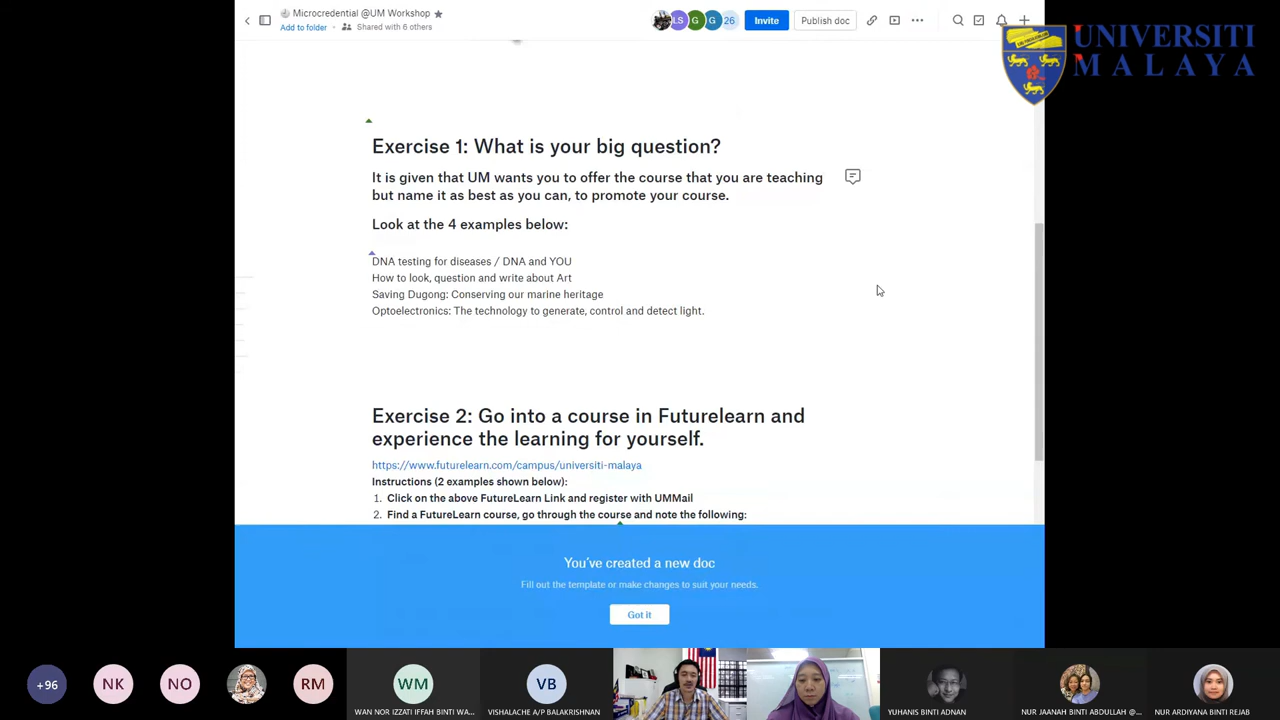 Microcredential @UM Workshop
Add to folder
Shared with 6 others
LS
G
G
26
Invite
Publish doc
UNIVERSITI
MALAYA
Exercise 1: What is your big question?
It is given that UM wants you to offer the course that you are teaching
but name it as best as you can, to promote your course.
Look at the 4 examples below:
DNA testing for diseases / DNA and YOU
How to look, question and write about Art
Saving Dugong: Conserving our marine heritage
Optoelectronics: The technology to generate, control and detect light.
Exercise 2: Go into a course in Futurelearn and
experience the learning for yourself.
https://www.futurelearn.com/campus/universiti-malaya
Instructions (2 examples shown below):
1. Click on the above FutureLearn Link and register with UMMail
2. Find a FutureLearn course, go through the course and note the following:
You've created a new doc
Fill out the template or make changes to suit your needs.
Got it
+96
NK
NO
RM
WM
VB
WAN NOR IZZATI IFFAH BINTI WA...
VISHALACHE A/P BALAKRISHNAN
YUHANIS BINTI ADNAN
NUR JAANAH BINTI ABDULLAH @...
NUR ARDIYANA BINTI REJAB